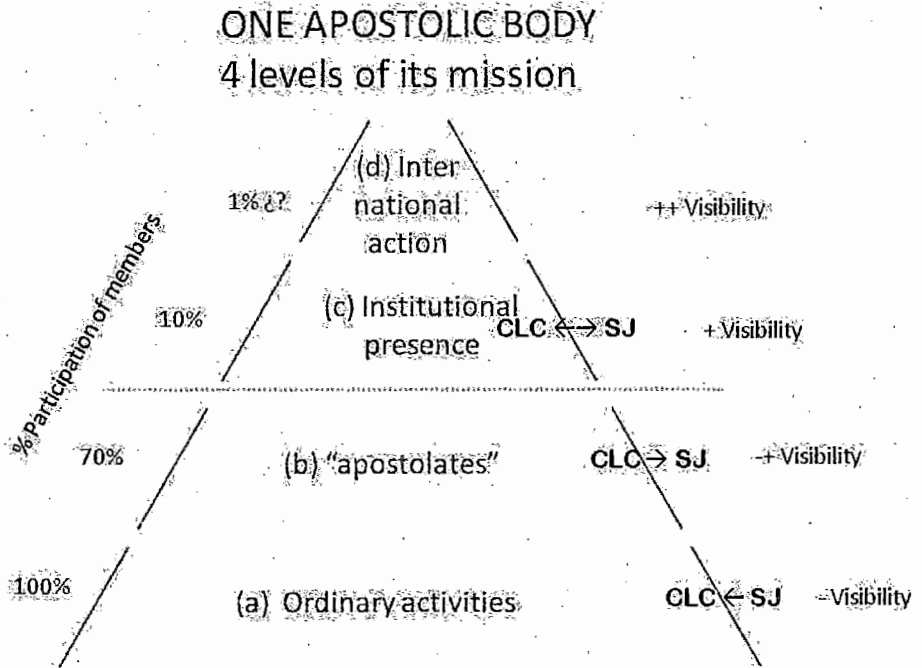 ONE APOSTOLIC BODY
4 levels of its mission
(d) Inter
national
action
1% ¿?
++ Visibility
% Participation of members
(c) Institutional
presence
10%
CLC ←→ SJ
+ Visibility
70%
(b) "apostolates"
CLC → SJ
-+ Visibility
100%
(a) Ordinary activities
CLC ← SJ
–Visibility